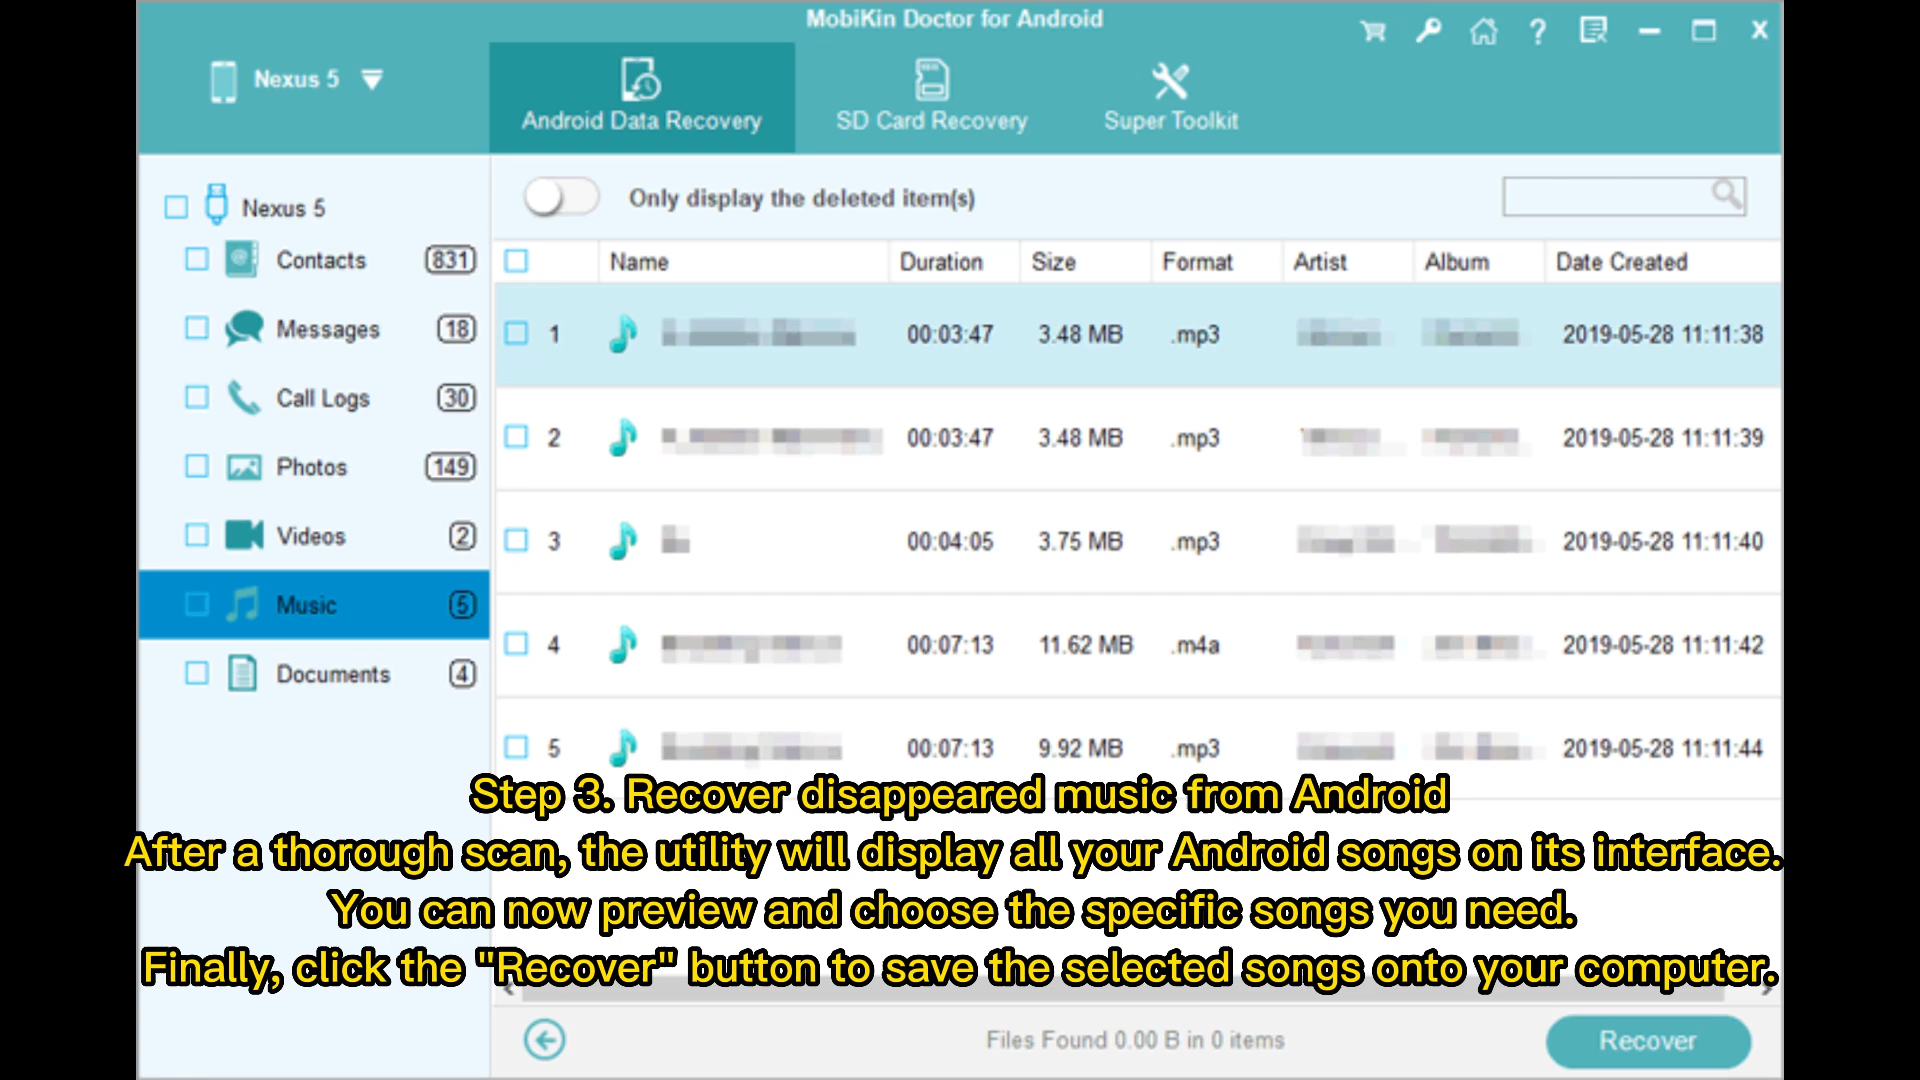 MobiKin Doctor for Android
Nexus 5
Android Data Recovery
SD Card Recovery
Super Toolkit
Nexus 5
Contacts 831
Messages 18
Call Logs 30
Photos 149
Videos 2
Music 5
Documents 4
Only display the deleted item(s)
Name Duration Size Format Artist Album Date Created
1 00:03:47 3.48 MB .mp3 2019-05-28 11:11:38
2 00:03:47 3.48 MB .mp3 2019-05-28 11:11:39
3 00:04:05 3.75 MB .mp3 2019-05-28 11:11:40
4 00:07:13 11.62 MB .m4a 2019-05-28 11:11:42
5 00:07:13 9.92 MB .mp3 2019-05-28 11:11:44
Step 3. Recover disappeared music from Android
After a thorough scan, the utility will display all your Android songs on its interface.
You can now preview and choose the specific songs you need.
Finally, click the "Recover" button to save the selected songs onto your computer.
Files Found 0.00 B in 0 items
Recover